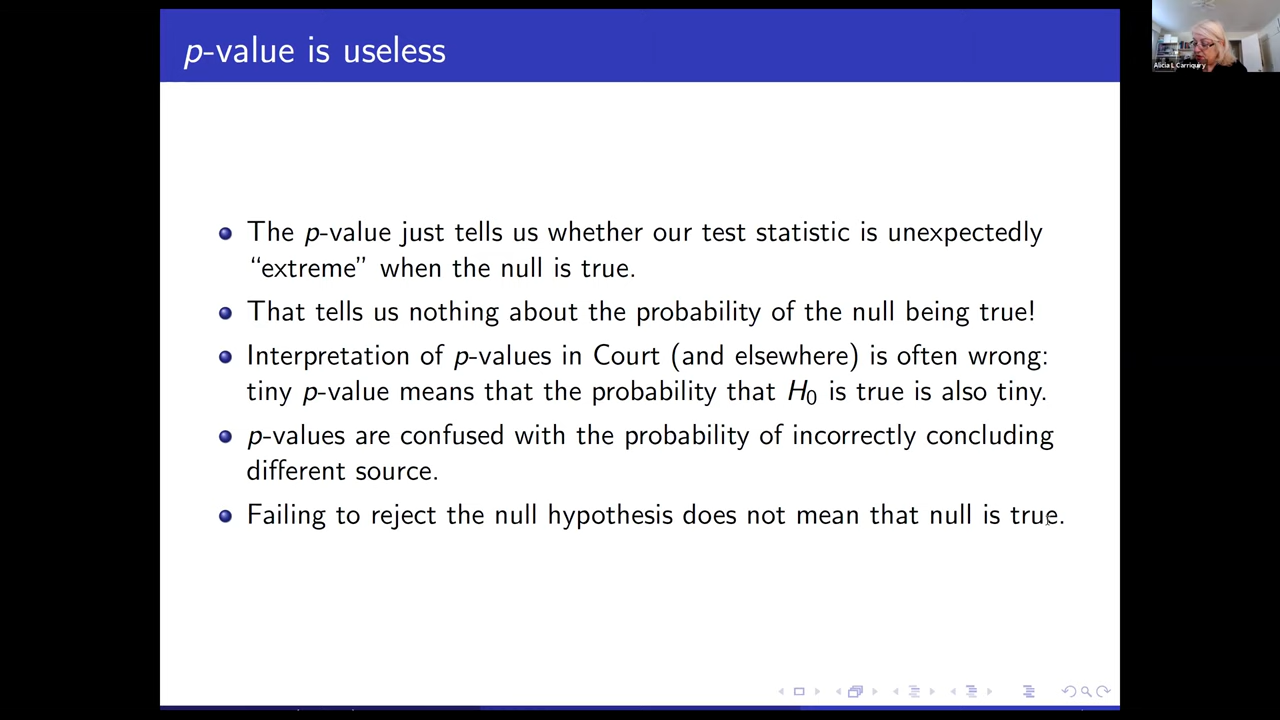 p-value is useless
Alicia L Carriquiry
The p-value just tells us whether our test statistic is unexpectedly
“extreme” when the null is true.
That tells us nothing about the probability of the null being true!
Interpretation of p-values in Court (and elsewhere) is often wrong:
tiny p-value means that the probability that H₀ is true is also tiny.
p-values are confused with the probability of incorrectly concluding
different source.
Failing to reject the null hypothesis does not mean that null is true.